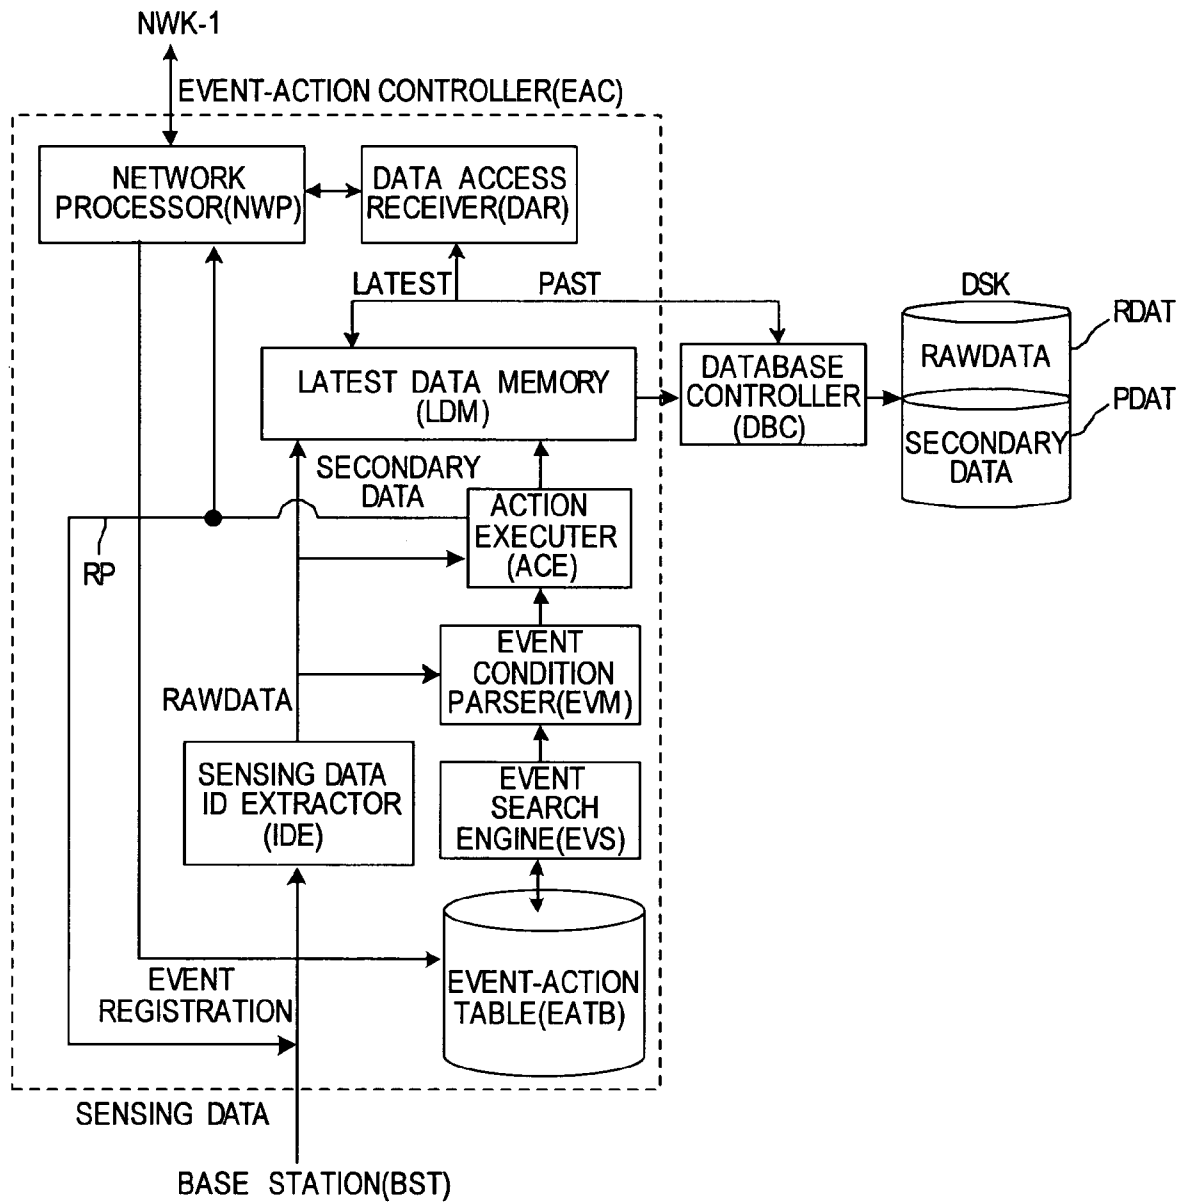 NWK-1
EVENT-ACTION CONTROLLER(EAC)
NETWORK
PROCESSOR(NWP)
DATA ACCESS
RECEIVER(DAR)
LATEST
PAST
DSK
RDAT
RAWDATA
PDAT
SECONDARY
DATA
LATEST DATA MEMORY
(LDM)
DATABASE
CONTROLLER
(DBC)
SECONDARY
DATA
ACTION
EXECUTER
(ACE)
RP
EVENT
CONDITION
PARSER(EVM)
RAWDATA
SENSING DATA
ID EXTRACTOR
(IDE)
EVENT
SEARCH
ENGINE(EVS)
EVENT
REGISTRATION
EVENT-ACTION
TABLE(EATB)
SENSING DATA
BASE STATION(BST)